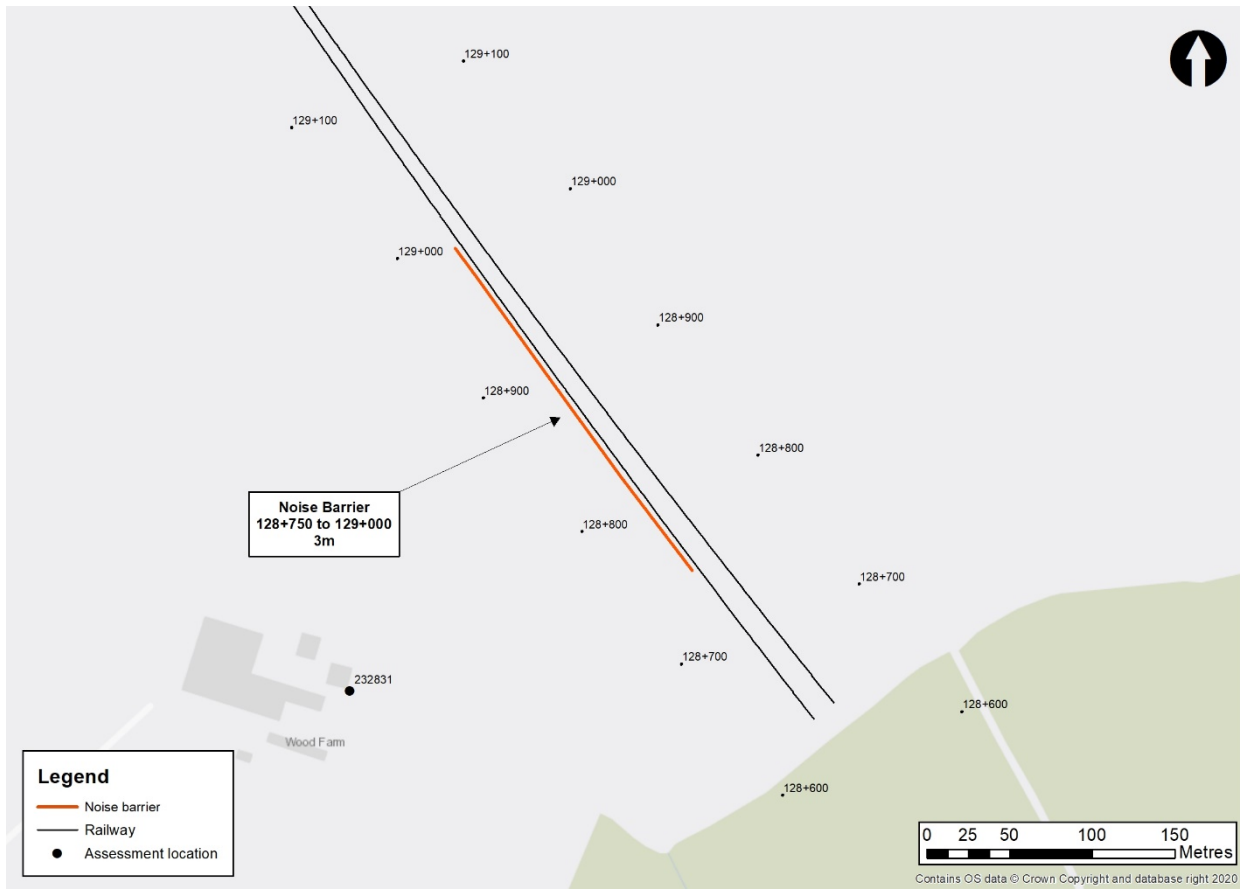 129+100
129+100
129+000
129+000
128+900
128+900
128+800
Noise Barrier
128+750 to 129+000
3m
128+800
128+700
128+700
232831
128+600
Wood Farm
128+600
Legend
Noise barrier
Railway
Assessment location
0 25 50 100 150
Metres
Contains OS data © Crown Copyright and database right 2020